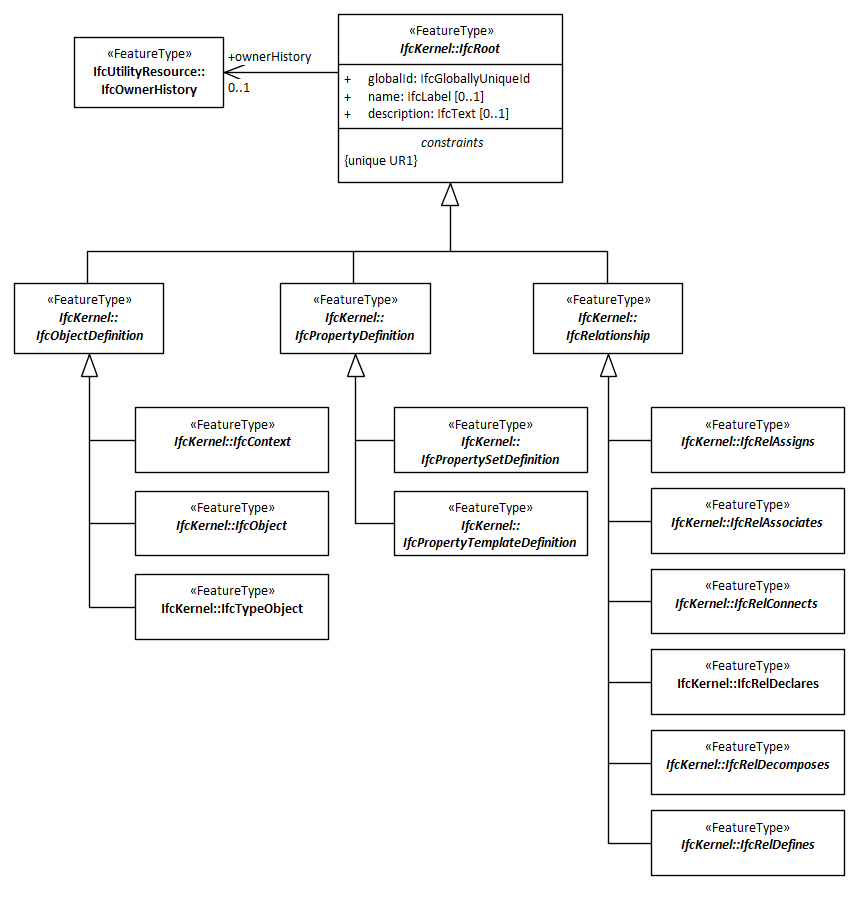 «FeatureType»
IfcKernel::IfcRoot
+ globalId: IfcGloballyUniqueId
+ name: IfcLabel [0..1]
+ description: IfcText [0..1]
constraints
{unique UR1}
+ownerHistory
0..1
«FeatureType»
IfcUtilityResource::
IfcOwnerHistory
«FeatureType»
IfcKernel::
IfcObjectDefinition
«FeatureType»
IfcKernel::
IfcPropertyDefinition
«FeatureType»
IfcKernel::
IfcRelationship
«FeatureType»
IfcKernel::IfcContext
«FeatureType»
IfcKernel::IfcObject
«FeatureType»
IfcKernel::IfcTypeObject
«FeatureType»
IfcKernel::
IfcPropertySetDefinition
«FeatureType»
IfcKernel::
IfcPropertyTemplateDefinition
«FeatureType»
IfcKernel::IfcRelAssigns
«FeatureType»
IfcKernel::IfcRelAssociates
«FeatureType»
IfcKernel::IfcRelConnects
«FeatureType»
IfcKernel::IfcRelDeclares
«FeatureType»
IfcKernel::IfcRelDecomposes
«FeatureType»
IfcKernel::IfcRelDefines